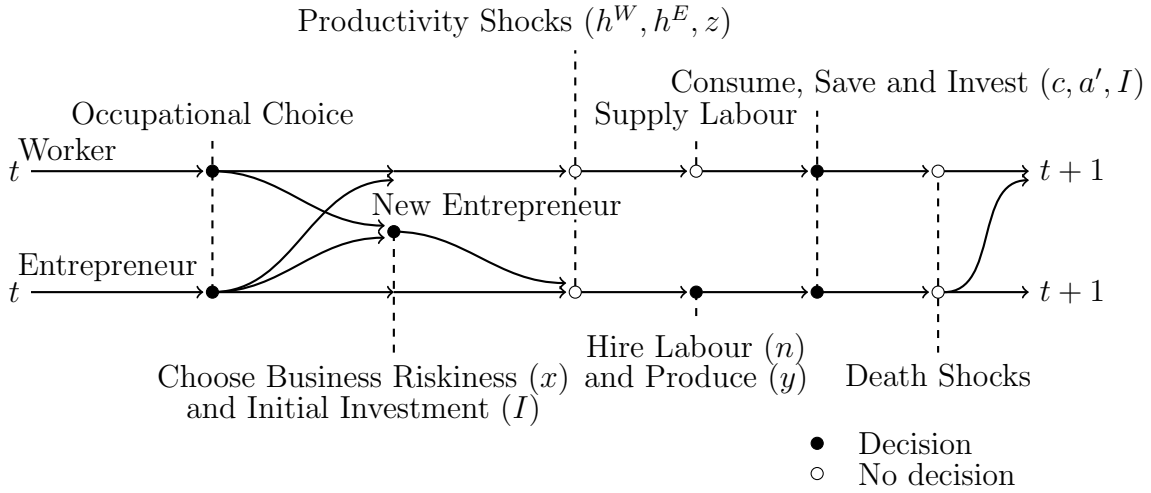 Productivity Shocks (h^W, h^E, z)
Consume, Save and Invest (c, a′, I)
Occupational Choice
Supply Labour
Worker
t
t + 1
New Entrepreneur
Entrepreneur
t
t + 1
Hire Labour (n)
and Produce (y)
Choose Business Riskiness (x)
and Initial Investment (I)
Death Shocks
Decision
No decision